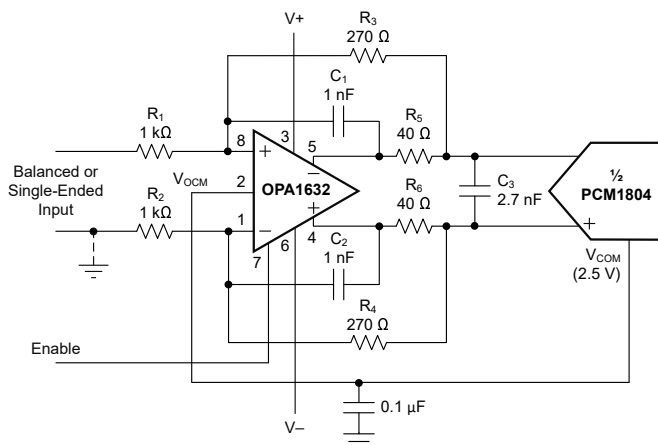 V+
R3
270 Ω
C1
1 nF
R1
1 kΩ
R5
40 Ω
8
3
5
+
−
Balanced or
Single-Ended
Input
VOCM
2
OPA1632
R2
1 kΩ
1
−
+
6
4
7
R6
40 Ω
C3
2.7 nF
½
PCM1804
+
−
C2
1 nF
VCOM
(2.5 V)
R4
270 Ω
Enable
0.1 µF
V–